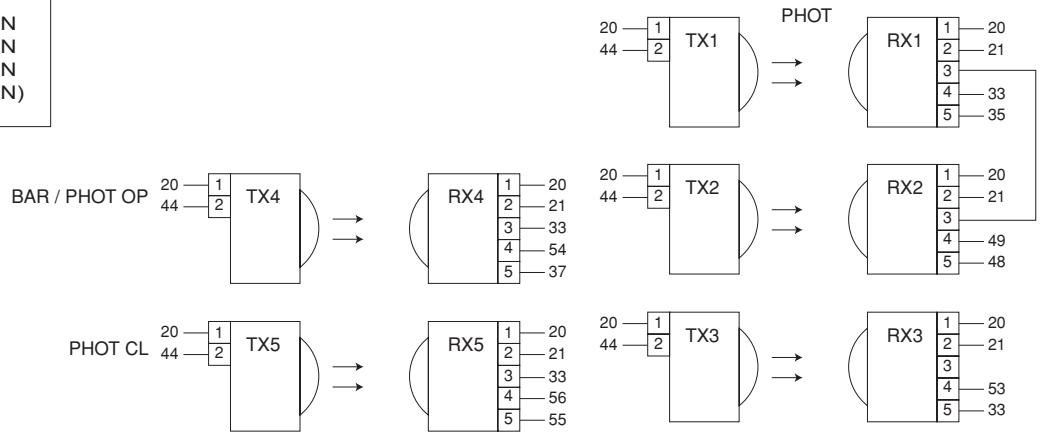 N
N
N
N)
PHOT
20 1 TX1 RX1 1 20
44 2 2 21
3
4 33
5 35
BAR / PHOT OP 20 1 TX4 RX4 1 20
44 2 2 21
3 33
4 54
5 37
20 1 TX2 RX2 1 20
44 2 2 21
3
4 49
5 48
PHOT CL 20 1 TX5 RX5 1 20
44 2 2 21
3 33
4 56
5 55
20 1 TX3 RX3 1 20
44 2 2 21
3
4 53
5 33